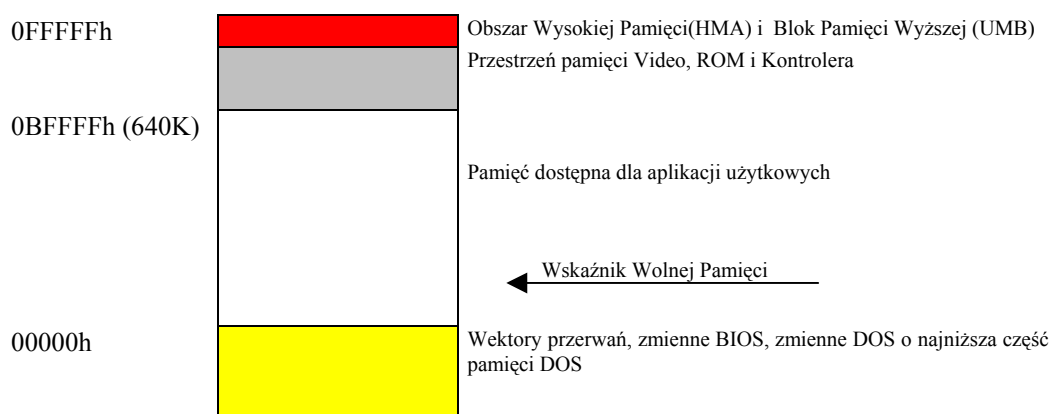 0FFFFFh
Obszar Wysokiej Pamięci(HMA) i Blok Pamięci Wyższej (UMB)
Przestrzeń pamięci Video, ROM i Kontrolera
0BFFFFh (640K)
Pamięć dostępna dla aplikacji użytkowych
Wskaźnik Wolnej Pamięci
00000h
Wektory przerwań, zmienne BIOS, zmienne DOS o najniższa część
pamięci DOS